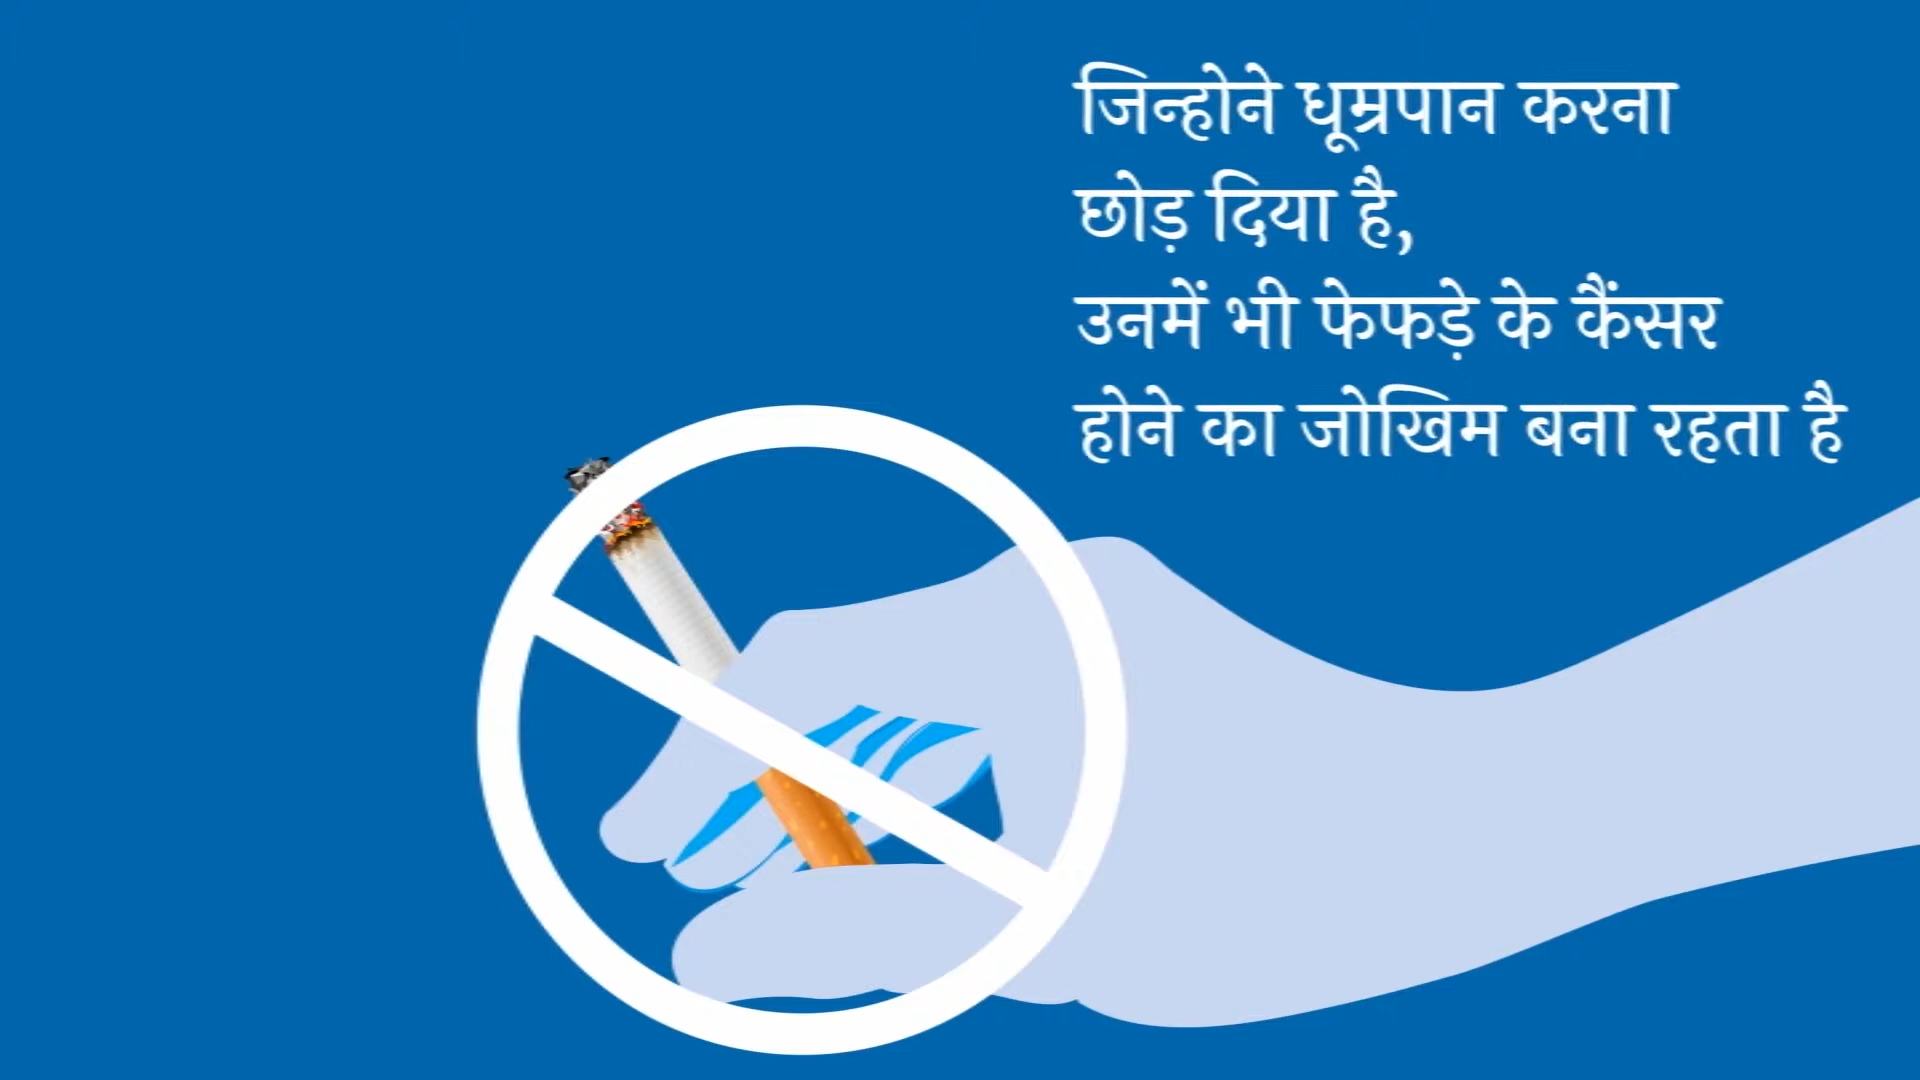 जिन्होने धूम्रपान करना
छोड़ दिया है,
उनमें भी फेफड़े के कैंसर
होने का जोखिम बना रहता है